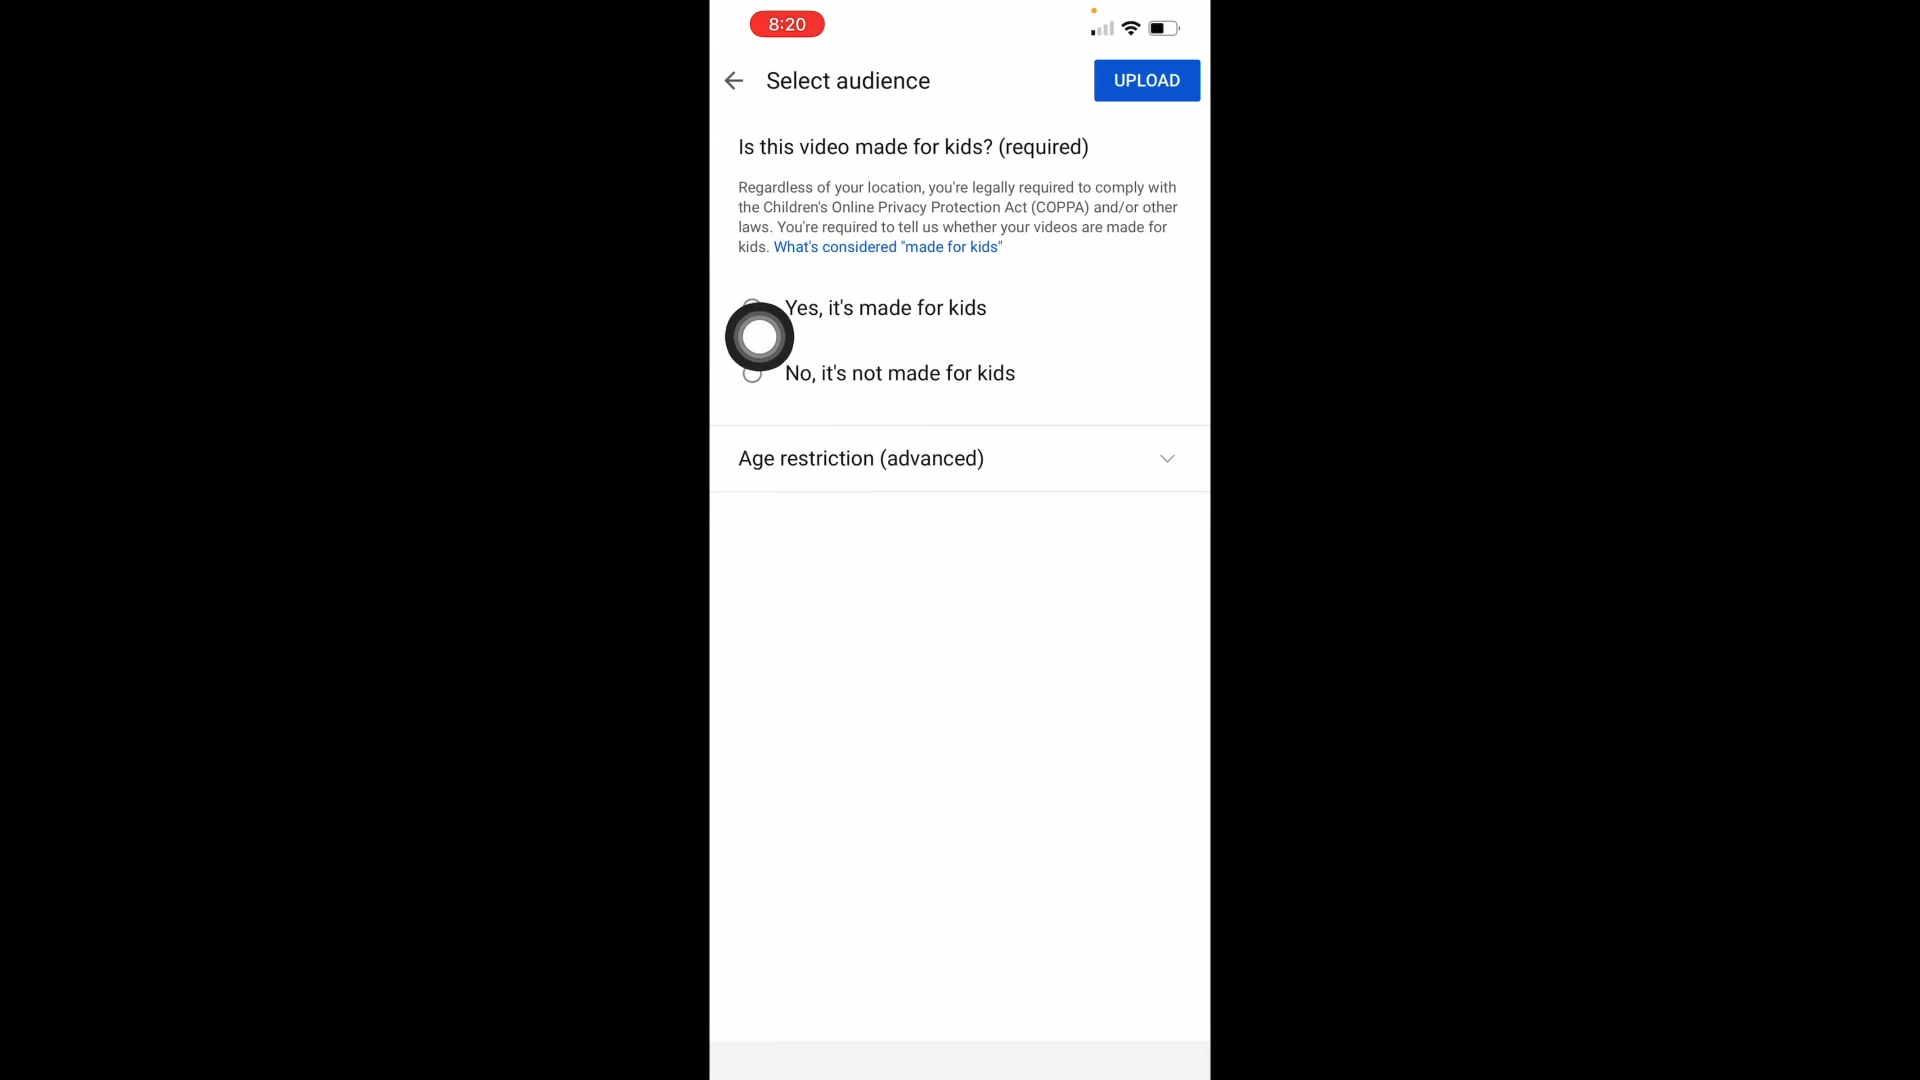 8:20
Select audience
UPLOAD
Is this video made for kids? (required)
Regardless of your location, you're legally required to comply with
the Children's Online Privacy Protection Act (COPPA) and/or other
laws. You're required to tell us whether your videos are made for
kids. What's considered "made for kids"
Yes, it's made for kids
No, it's not made for kids
Age restriction (advanced)